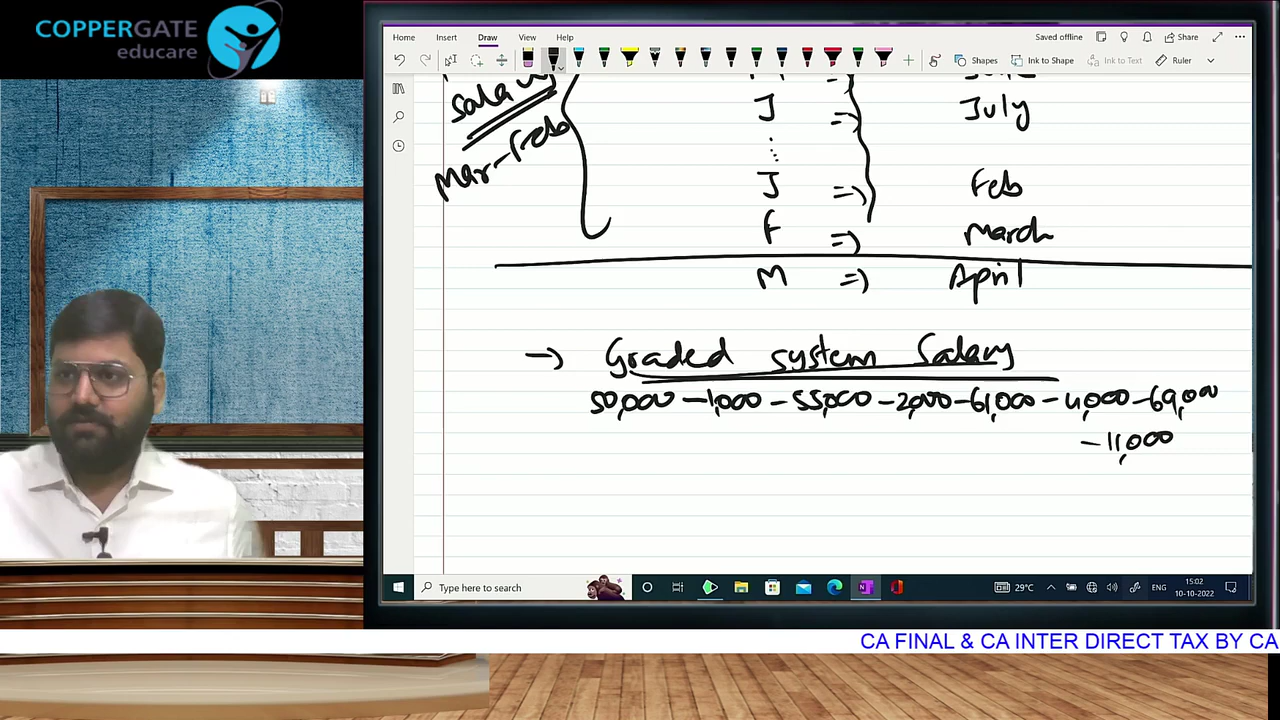 COPPERGATE
educare
Home Insert Draw View Help
Saved offline
Share
Shapes
Ink to Shape
Ink to Text
Ruler
salary
Mar-Feb
J => July
J => Feb
F => March
M => April
→ Graded system Salary
50,000 - 1,000 - 55,000 - 2,000 - 61,000 - 4,000 - 69,000
- 11,000
Type here to search
29°C
ENG
15:02
10-10-2022
CA FINAL & CA INTER DIRECT TAX BY CA